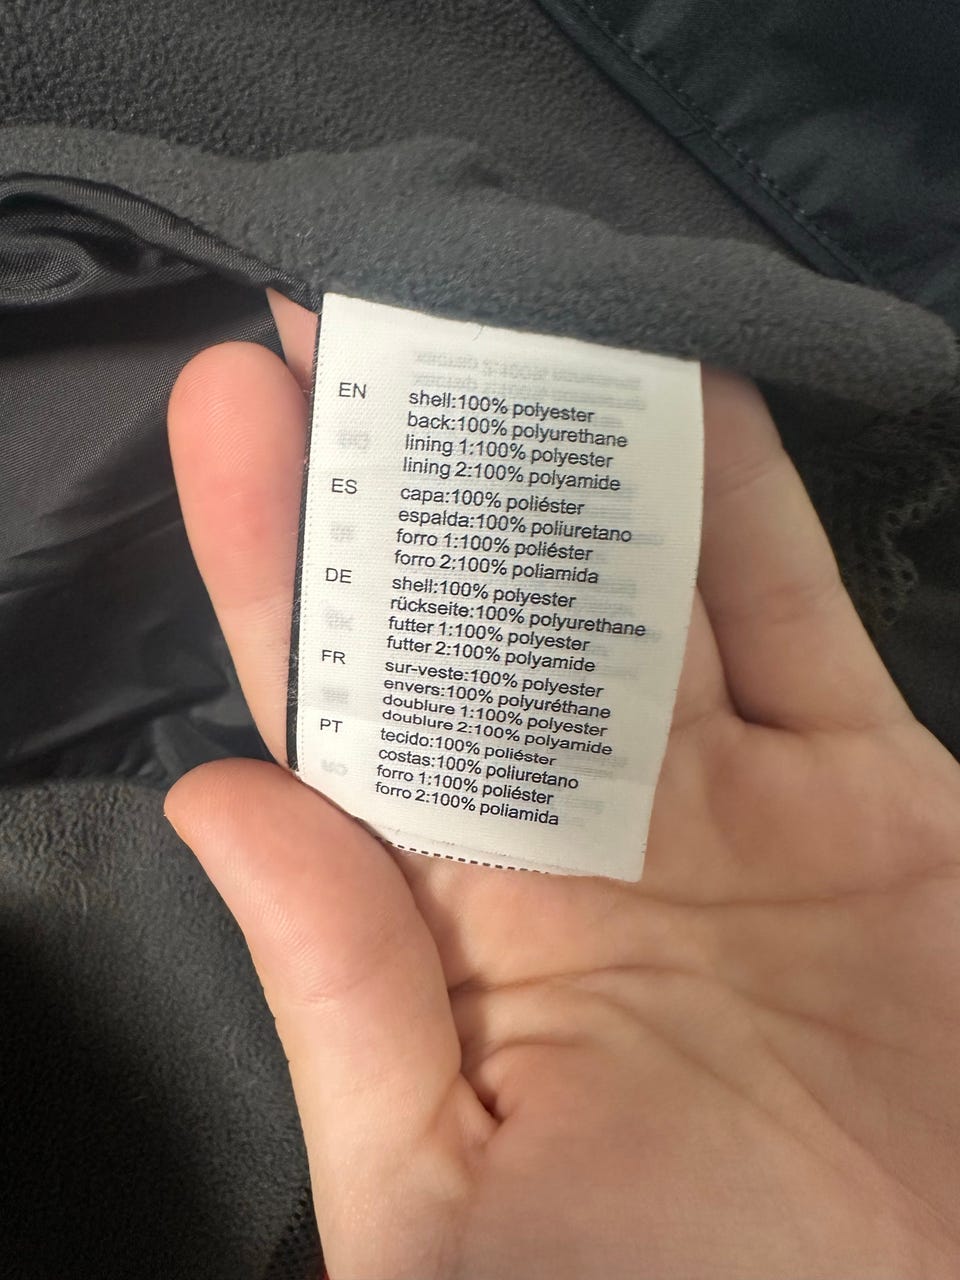 EN shell:100% polyester
back:100% polyurethane
lining 1:100% polyester
lining 2:100% polyamide
ES capa:100% poliéster
espalda:100% poliuretano
forro 1:100% poliéster
forro 2:100% poliamida
DE shell:100% polyester
rückseite:100% polyurethane
futter 1:100% polyester
futter 2:100% polyamide
FR sur-veste:100% polyester
envers:100% polyuréthane
doublure 1:100% polyester
doublure 2:100% polyamide
PT tecido:100% poliéster
costas:100% poliuretano
forro 1:100% poliéster
forro 2:100% poliamida